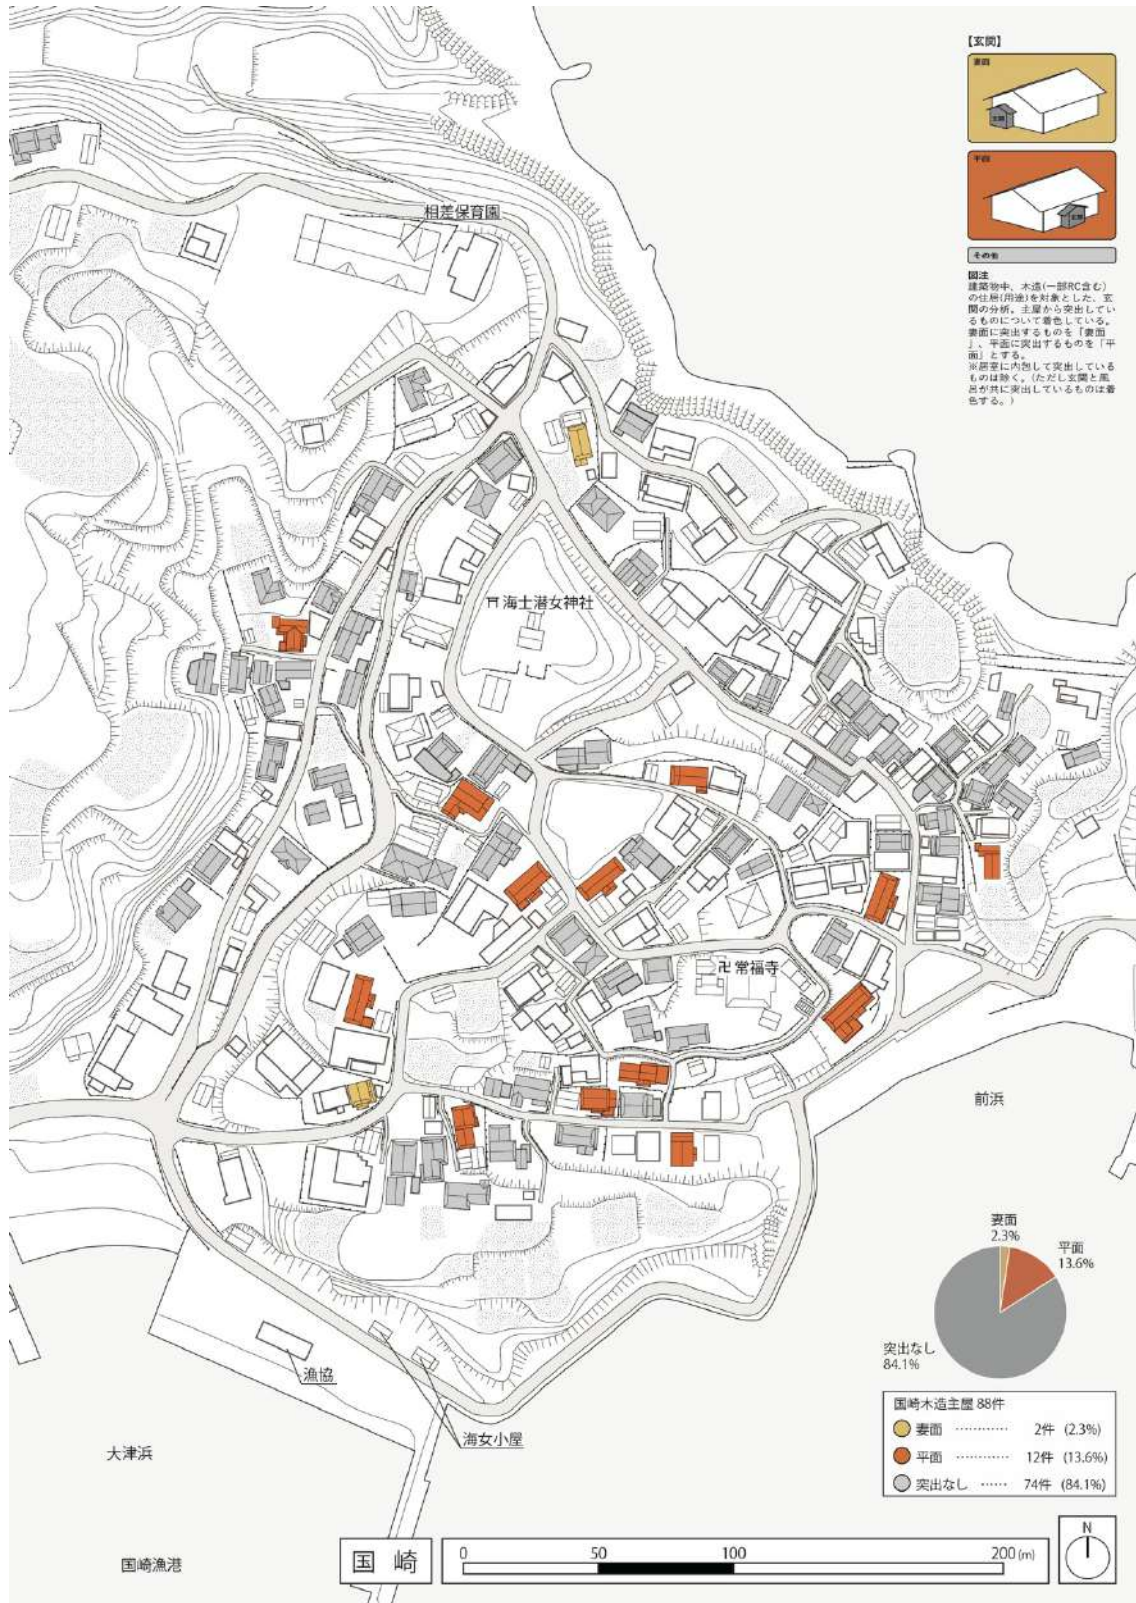 【玄関】
妻面
玄関
平面
玄関
その他
図注
建築物中、木造(一部RC含む)
の住居(用途)を対象とした、玄
関の分析。主屋から突出してい
るものについて着色している。
妻面に突出するものを「妻面
」、平面に突出するものを「平
面」とする。
※居室に内包して突出している
ものは除く。(ただし玄関と風
呂が共に突出しているものは着
色する。)
相差保育園
海士潜女神社
卍常福寺
前浜
妻面
2.3%
平面
13.6%
突出なし
84.1%
国崎木造主屋 88件
妻面 ………… 2件 (2.3%)
平面 ………… 12件 (13.6%)
突出なし …… 74件 (84.1%)
漁協
海女小屋
大津浜
国崎漁港
国崎
0 50 100 200 (m)
N